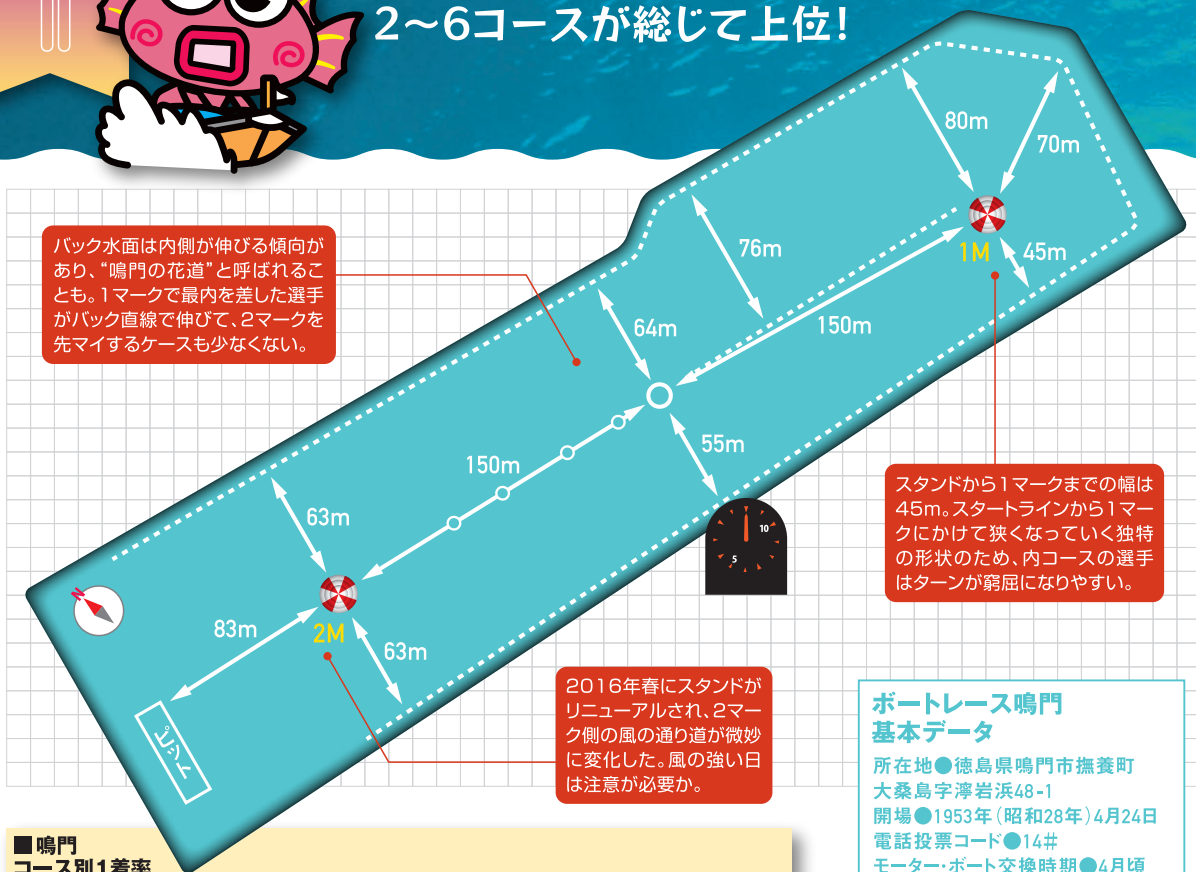 2〜6コースが総じて上位!
80m
70m
バック水面は内側が伸びる傾向が
あり、“鳴門の花道”と呼ばれるこ
とも。1マークで最内を差した選手
がバック直線で伸びて、2マークを
先マイするケースも少なくない。
76m
1M
45m
64m
150m
150m
55m
スタンドから1マークまでの幅は
45m。スタートラインから1マー
クにかけて狭くなっていく独特
の形状のため、内コースの選手
はターンが窮屈になりやすい。
63m
10
5
N
83m
2M
63m
ピット
2016年春にスタンドが
リニューアルされ、2マー
ク側の風の通り道が微妙
に変化した。風の強い日
は注意が必要か。
ボートレース鳴門
基本データ
所在地●徳島県鳴門市撫養町
大桑島字濘岩浜48-1
開場●1953年(昭和28年)4月24日
電話投票コード●14#
モーター・ボート交換時期●4月頃
■鳴門
コース別1着率